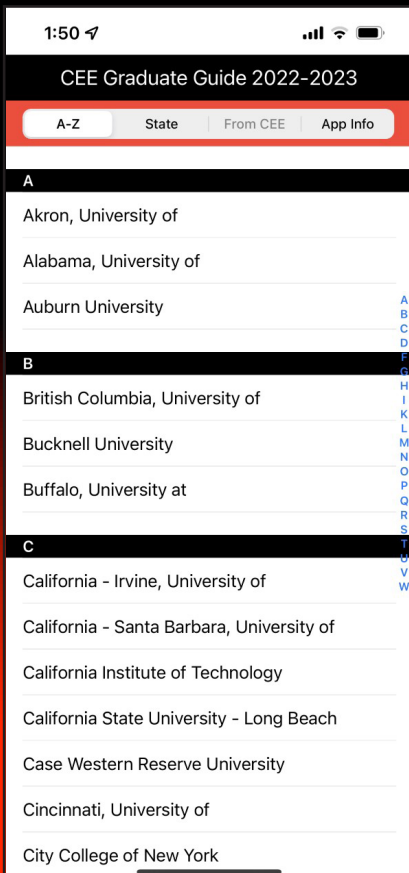 1:50
CEE Graduate Guide 2022-2023
A-Z State From CEE App Info
A
Akron, University of
Alabama, University of
Auburn University
B
British Columbia, University of
Bucknell University
Buffalo, University at
C
California - Irvine, University of
California - Santa Barbara, University of
California Institute of Technology
California State University - Long Beach
Case Western Reserve University
Cincinnati, University of
City College of New York
A
B
C
D
F
G
H
I
K
L
M
N
O
P
Q
R
S
T
U
V
W